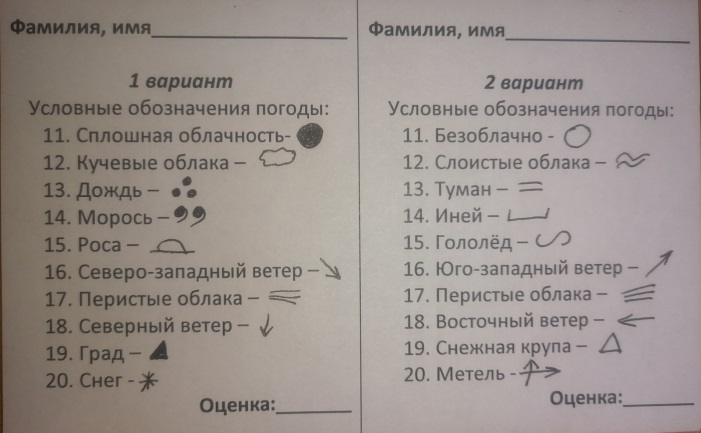 Фамилия, имя
1 вариант
Условные обозначения погоды:
11. Сплошная облачность-
12. Кучевые облака –
13. Дождь –
14. Морось –
15. Роса –
16. Северо-западный ветер –
17. Перистые облака –
18. Северный ветер –
19. Град –
20. Снег -
Оценка:
Фамилия, имя
2 вариант
Условные обозначения погоды:
11. Безоблачно -
12. Слоистые облака –
13. Туман –
14. Иней –
15. Гололёд –
16. Юго-западный ветер –
17. Перистые облака –
18. Восточный ветер –
19. Снежная крупа –
20. Метель -
Оценка: